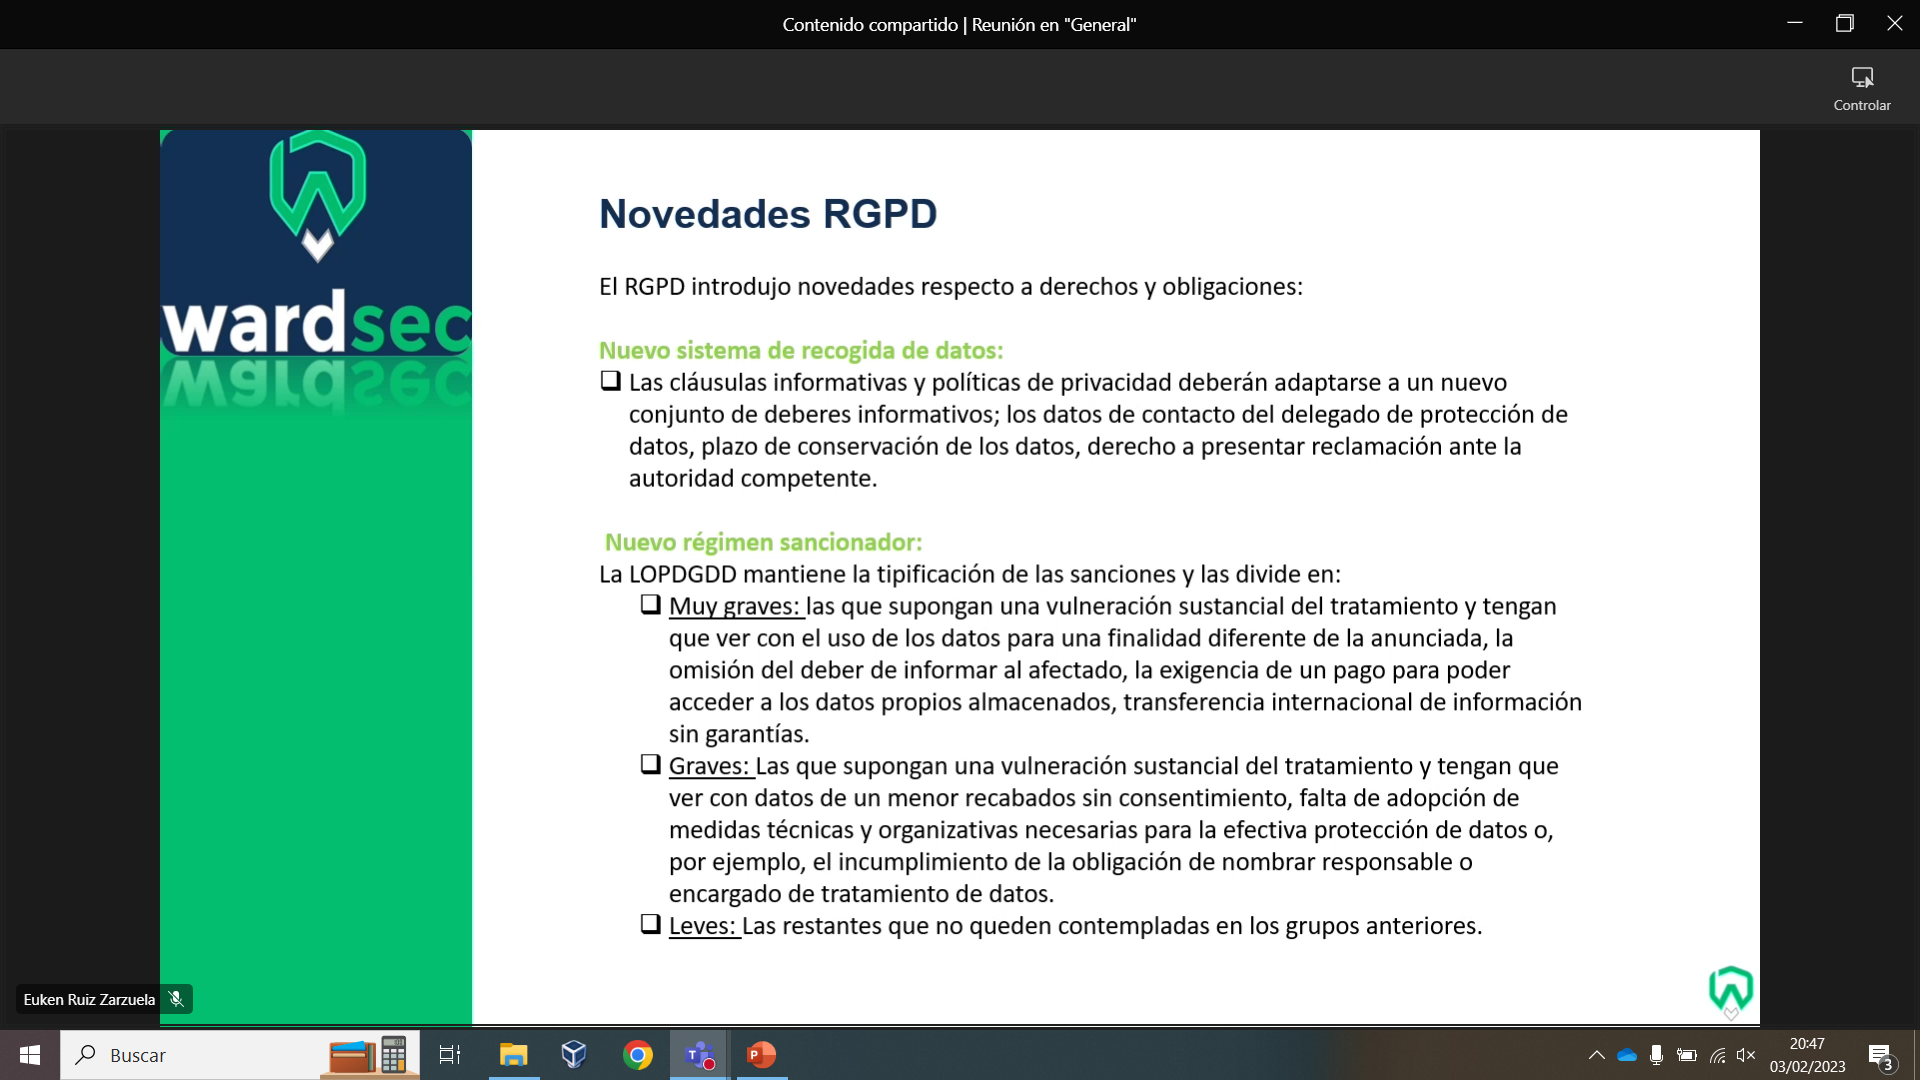 Contenido compartido | Reunión en "General"
Controlar
wardsec
Novedades RGPD
El RGPD introdujo novedades respecto a derechos y obligaciones:
Nuevo sistema de recogida de datos:
Las cláusulas informativas y políticas de privacidad deberán adaptarse a un nuevo
conjunto de deberes informativos; los datos de contacto del delegado de protección de
datos, plazo de conservación de los datos, derecho a presentar reclamación ante la
autoridad competente.
Nuevo régimen sancionador:
La LOPDGDD mantiene la tipificación de las sanciones y las divide en:
Muy graves: las que supongan una vulneración sustancial del tratamiento y tengan
que ver con el uso de los datos para una finalidad diferente de la anunciada, la
omisión del deber de informar al afectado, la exigencia de un pago para poder
acceder a los datos propios almacenados, transferencia internacional de información
sin garantías.
Graves: Las que supongan una vulneración sustancial del tratamiento y tengan que
ver con datos de un menor recabados sin consentimiento, falta de adopción de
medidas técnicas y organizativas necesarias para la efectiva protección de datos o,
por ejemplo, el incumplimiento de la obligación de nombrar responsable o
encargado de tratamiento de datos.
Leves: Las restantes que no queden contempladas en los grupos anteriores.
Euken Ruiz Zarzuela
Buscar
20:47
03/02/2023
3